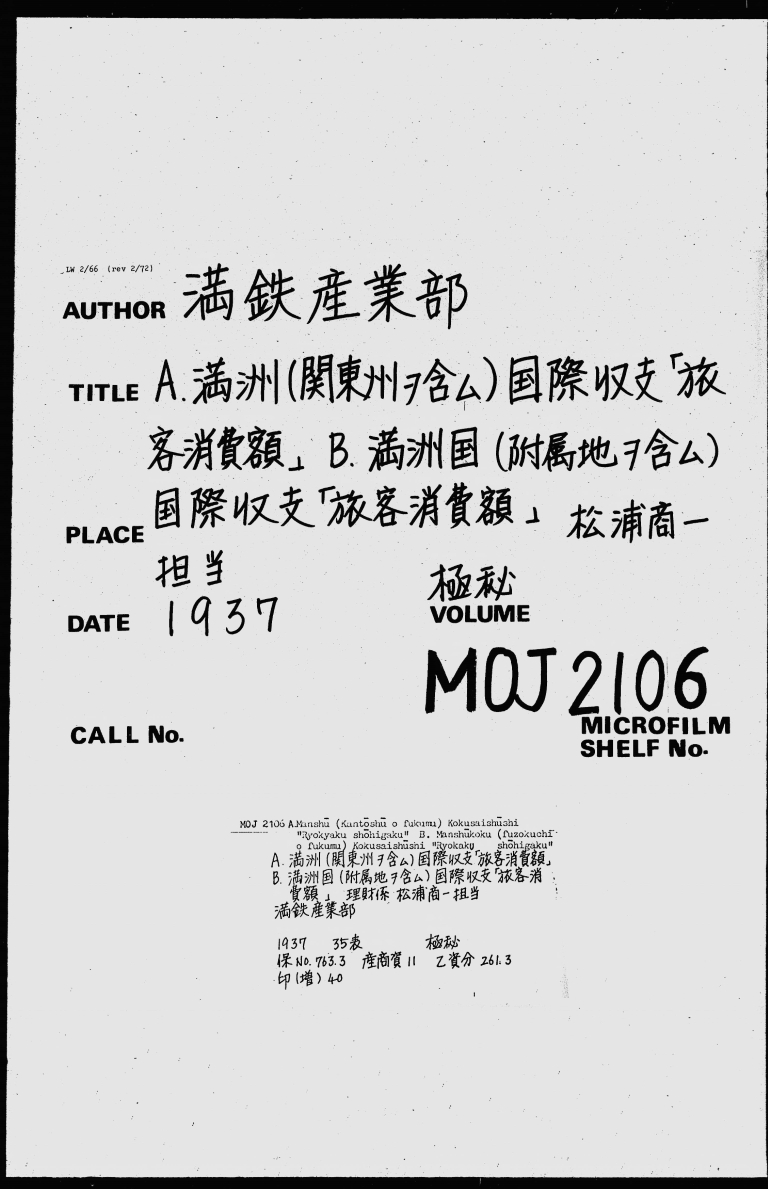 LW 2/66 (rev 2/72)
AUTHOR 満鉄産業部
TITLE A.満洲(関東州ヲ含ム)国際収支「旅
客消費額」 B. 満洲国(附属地ヲ含ム)
国際収支「旅客消費額」 松浦商一
PLACE
担当
極秘
DATE 1937
VOLUME
MOJ 2106
CALL No.
MICROFILM
SHELF No.
MOJ 2106 A.Manshū (Kantōshū o fukumu) Kokusaishūshi
"Ryokyaku shōhigaku" B. Manshūkoku (fuzokuchi
o fukumu) Kokusaishūshi "Ryokaku shōhigaku"
A. 満洲(関東州ヲ含ム)国際収支「旅客消費額」
B. 満洲国(附属地ヲ含ム)国際収支「旅客消
費額」 理財係 松浦商一担当
満鉄産業部
1937 35表 極秘
保No. 763.3 産商資11 乙資分 261.3
印(増)40